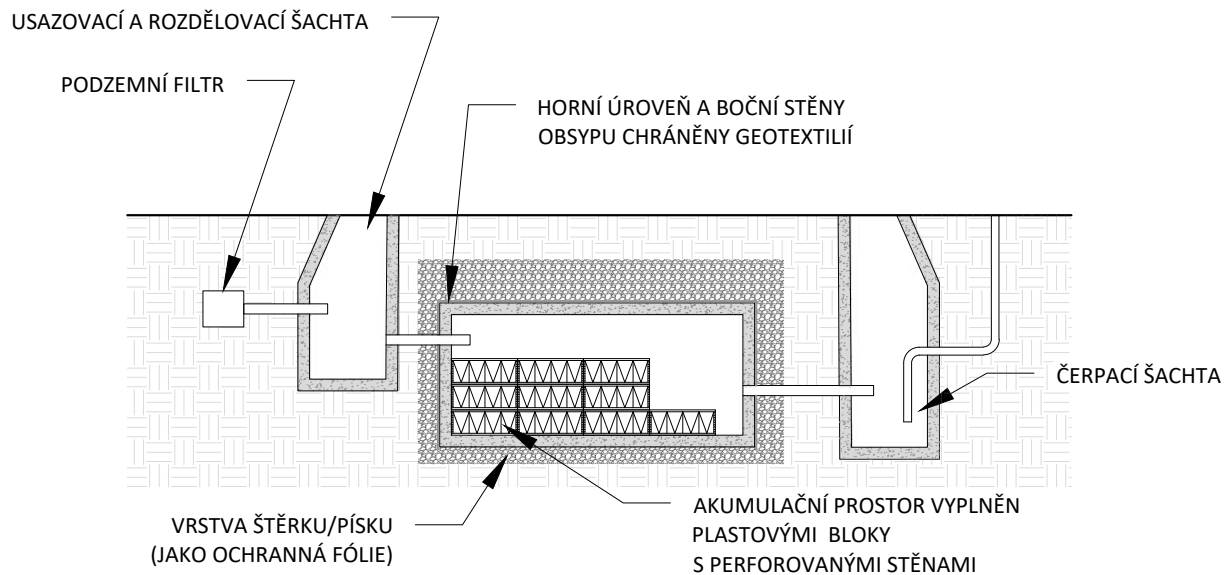 USAZOVACÍ A ROZDĚLOVACÍ ŠACHTA
PODZEMNÍ FILTR
HORNÍ ÚROVEŇ A BOČNÍ STĚNY
OBSYPU CHRÁNĚNY GEOTEXTILIÍ
ČERPACÍ ŠACHTA
VRSTVA ŠTĚRKU/PÍSKU
(JAKO OCHRANNÁ FÓLIE)
AKUMULAČNÍ PROSTOR VYPLNĚN
PLASTOVÝMI BLOKY
S PERFOROVANÝMI STĚNAMI